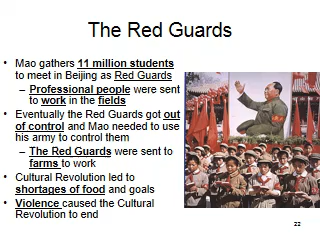 The Red Guards
• Mao gathers 11 million students
to meet in Beijing as Red Guards
– Professional people were sent
to work in the fields
• Eventually the Red Guards got out
of control and Mao needed to use
his army to control them
– The Red Guards were sent to
farms to work
• Cultural Revolution led to
shortages of food and goals
• Violence caused the Cultural
Revolution to end
22